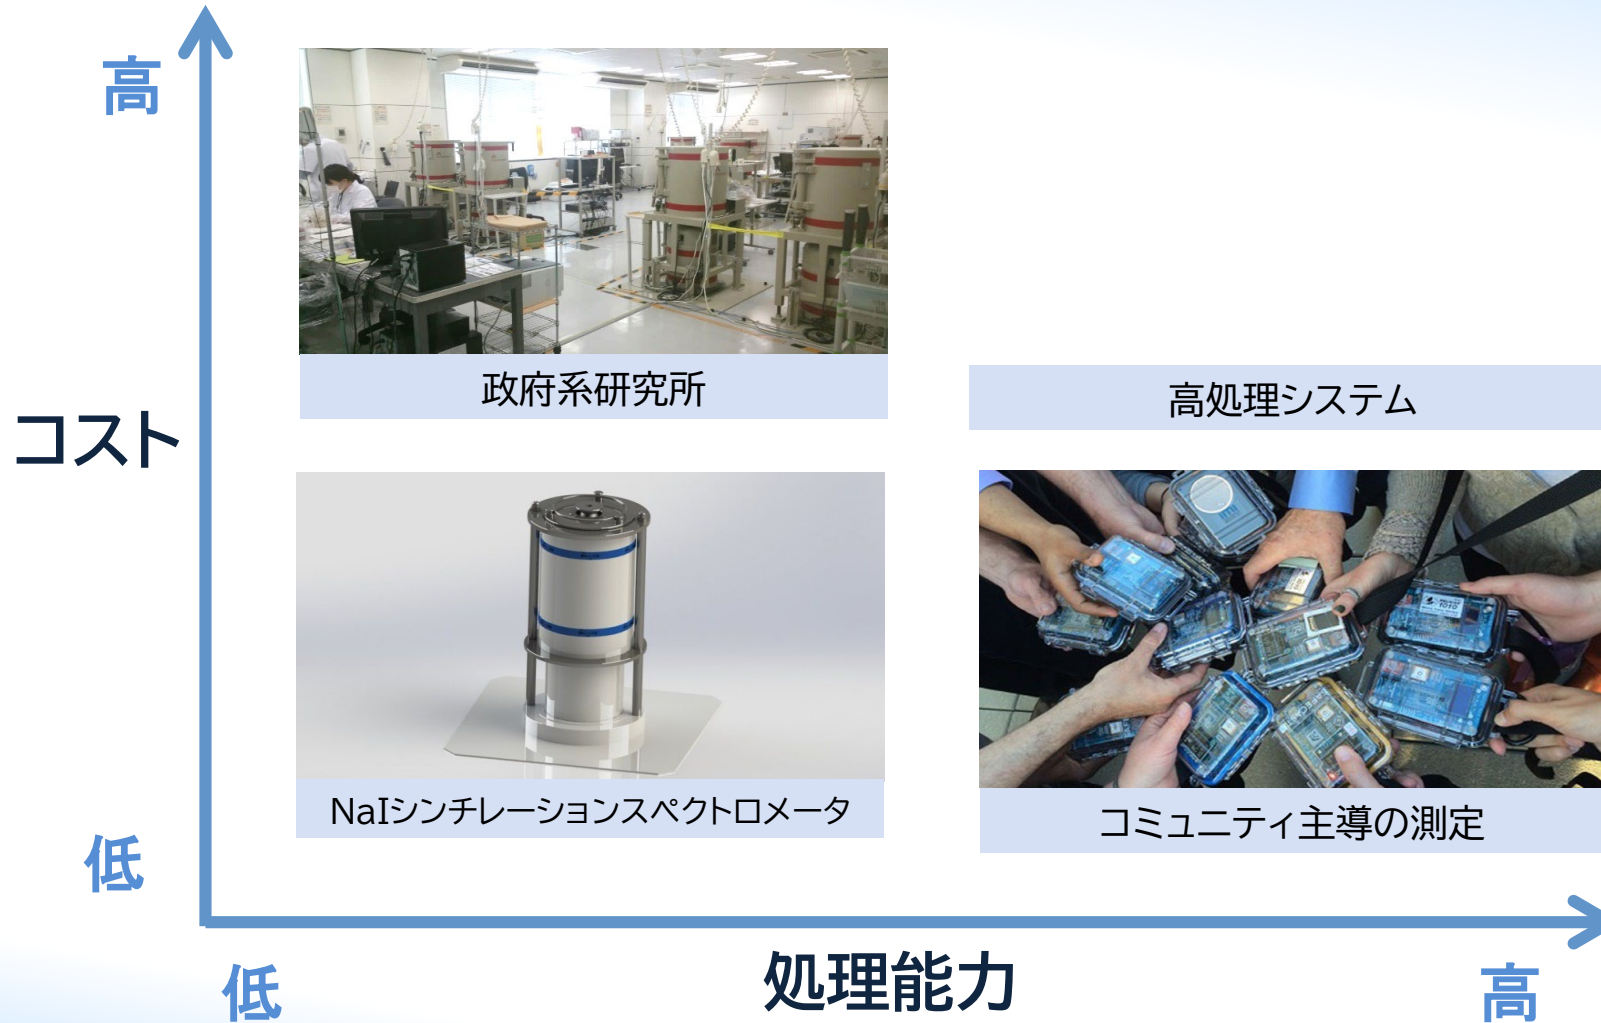 高
政府系研究所
高処理システム
コスト
NaIシンチレーションスペクトロメータ
コミュニティ主導の測定
低
低
処理能力
高